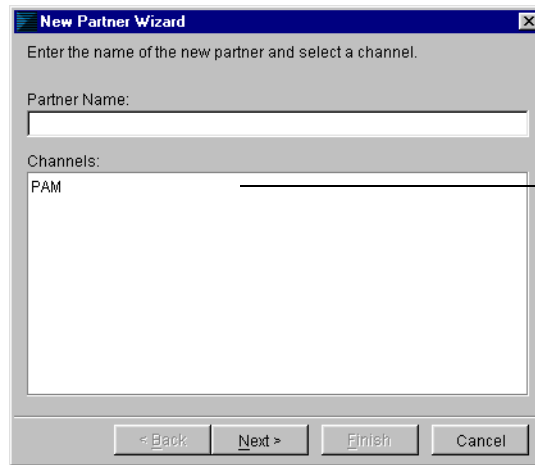 New Partner Wizard
Enter the name of the new partner and select a channel.
Partner Name:
Channels:
PAM
< Back Next > Finish Cancel